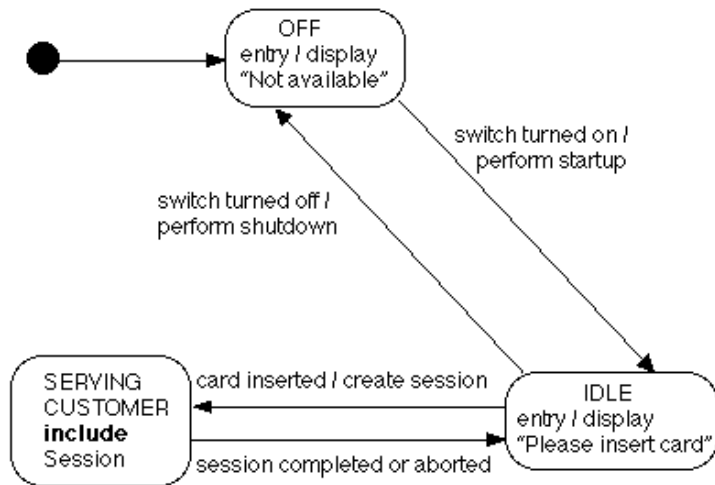 OFF
entry / display
“Not available”
switch turned on /
perform startup
switch turned off /
perform shutdown
SERVING
CUSTOMER
include
Session
card inserted / create session
session completed or aborted
IDLE
entry / display
“Please insert card”